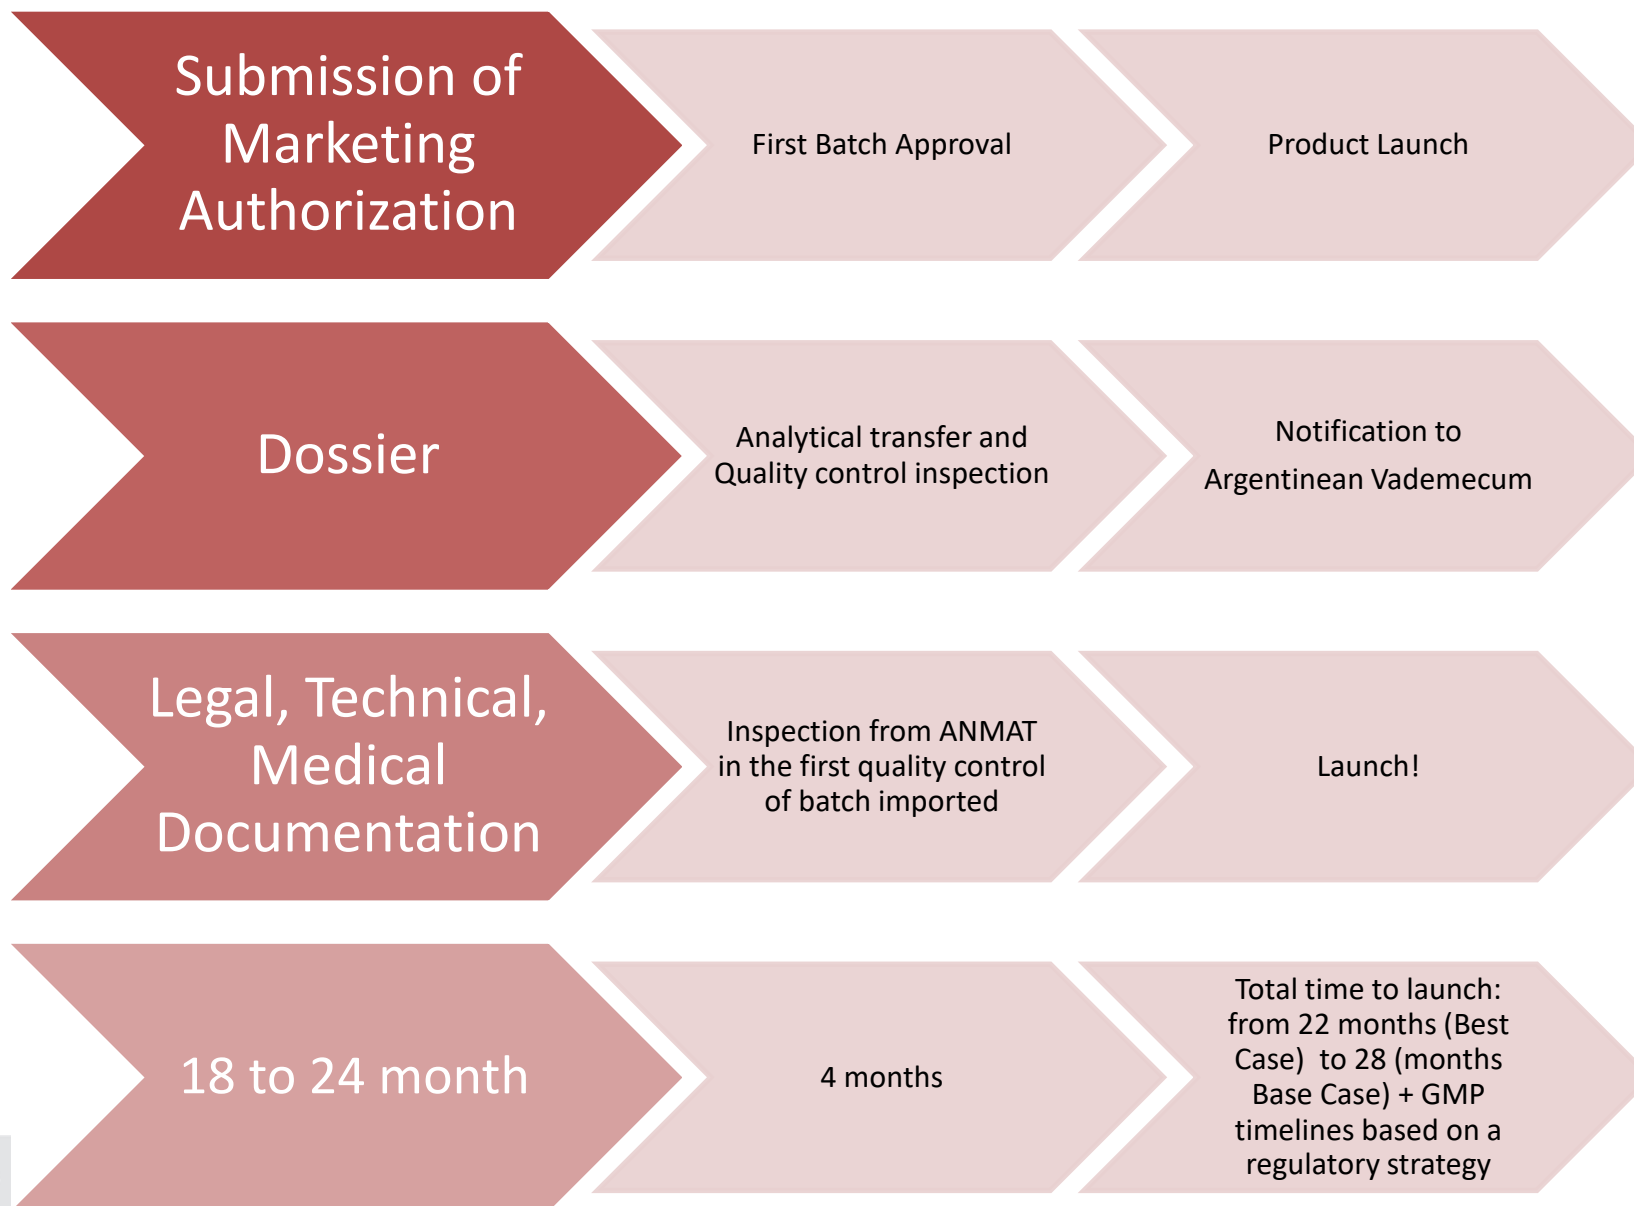 Submission of
Marketing
Authorization
First Batch Approval
Product Launch
Dossier
Analytical transfer and
Quality control inspection
Notification to
Argentinean Vademecum
Legal, Technical,
Medical
Documentation
Inspection from ANMAT
in the first quality control
of batch imported
Launch!
18 to 24 month
4 months
Total time to launch:
from 22 months (Best
Case)  to 28 (months
Base Case) + GMP
timelines based on a
regulatory strategy